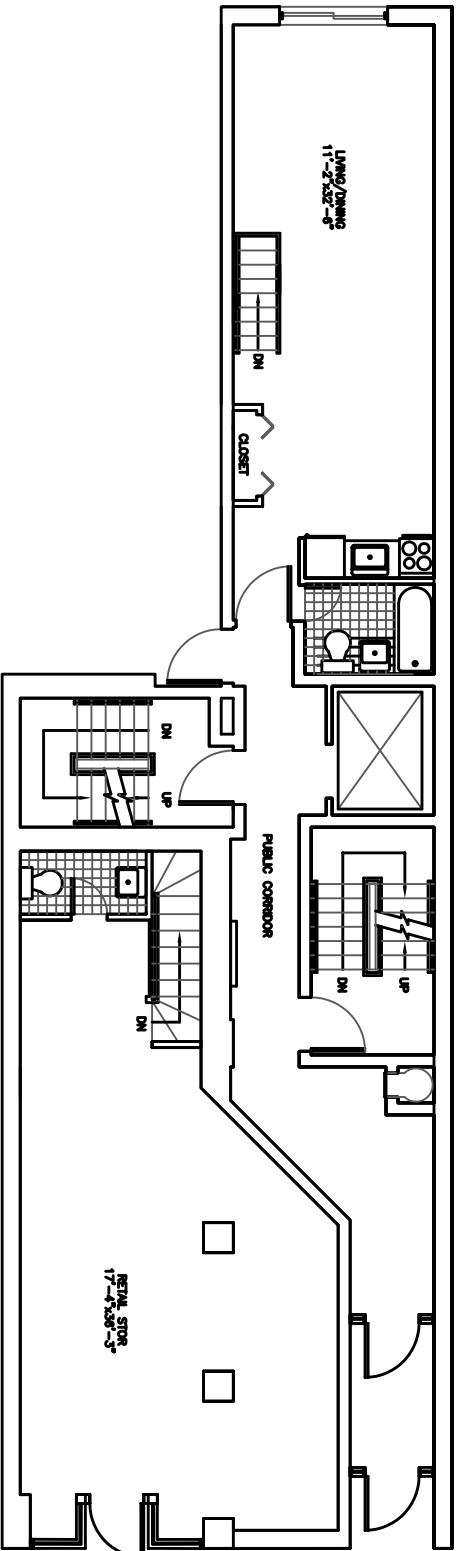 LIVING/DINING
11'-2"x32'-6"
DN
CLOSET
DN
UP
PUBLIC CORRIDOR
DN
UP
DN
RETAIL STOR
17'-4"x36'-3"